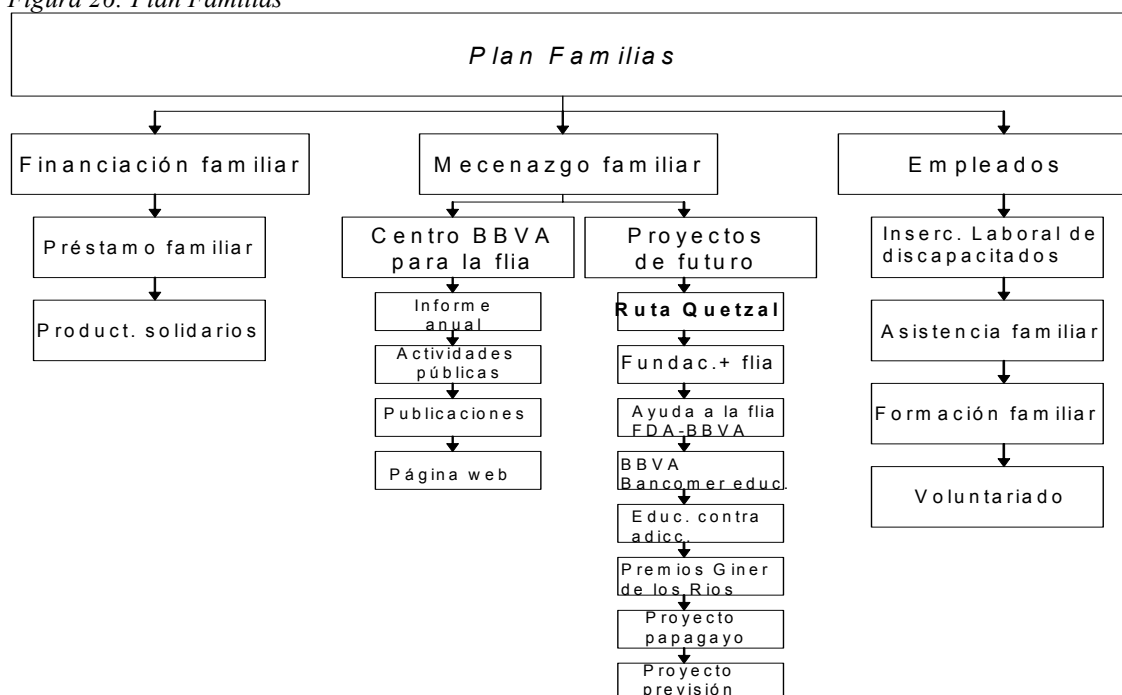 Figura 26. Plan Familias
Plan Familias
Financiación familiar
Mecenazgo familiar
Empleados
Préstamo familiar
Product. solidarios
Centro BBVA
para la flia
Informe
anual
Actividades
públicas
Publicaciones
Página web
Proyectos
de futuro
Ruta Quetzal
Fundac.+ flia
Ayuda a la flia
FDA-BBVA
BBVA
Bancomer educ.
Educ. contra
adicc.
Premios Giner
de los Rios
Proyecto
papagayo
Proyecto
previsión
Inserc. Laboral de
discapacitados
Asistencia familiar
Formación familiar
Voluntariado